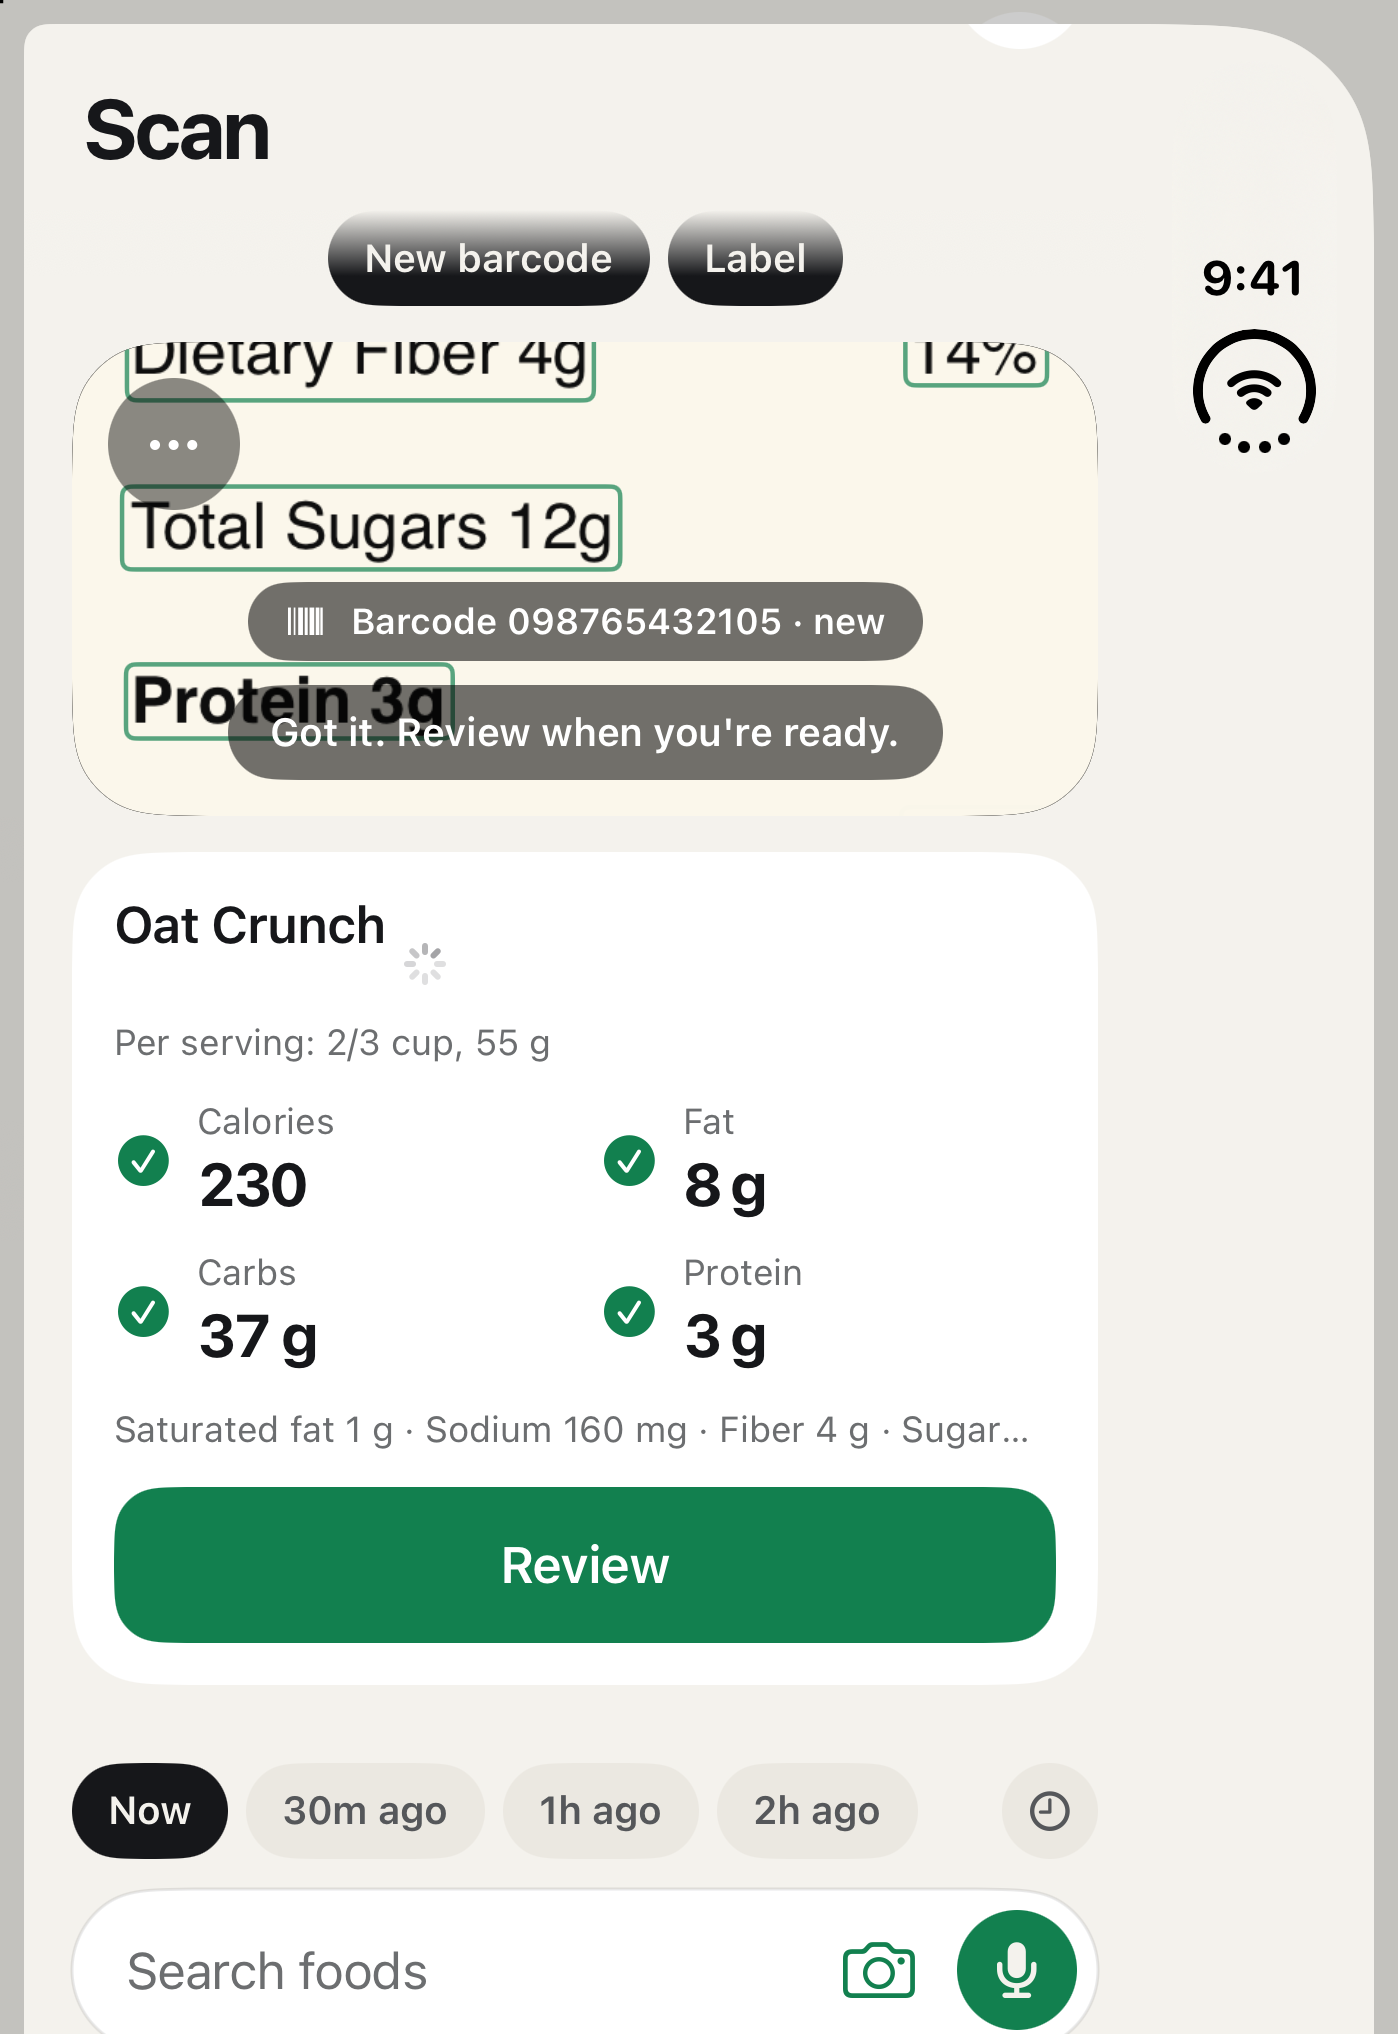 Scan
New barcode
Label
9:41
Dietary Fiber 4g
14%
Total Sugars 12g
Barcode 098765432105 · new
Protein 3g
Got it. Review when you're ready.
Oat Crunch
Per serving: 2/3 cup, 55 g
Calories
230
Fat
8 g
Carbs
37 g
Protein
3 g
Saturated fat 1 g · Sodium 160 mg · Fiber 4 g · Sugar...
Review
Now
30m ago
1h ago
2h ago
Search foods